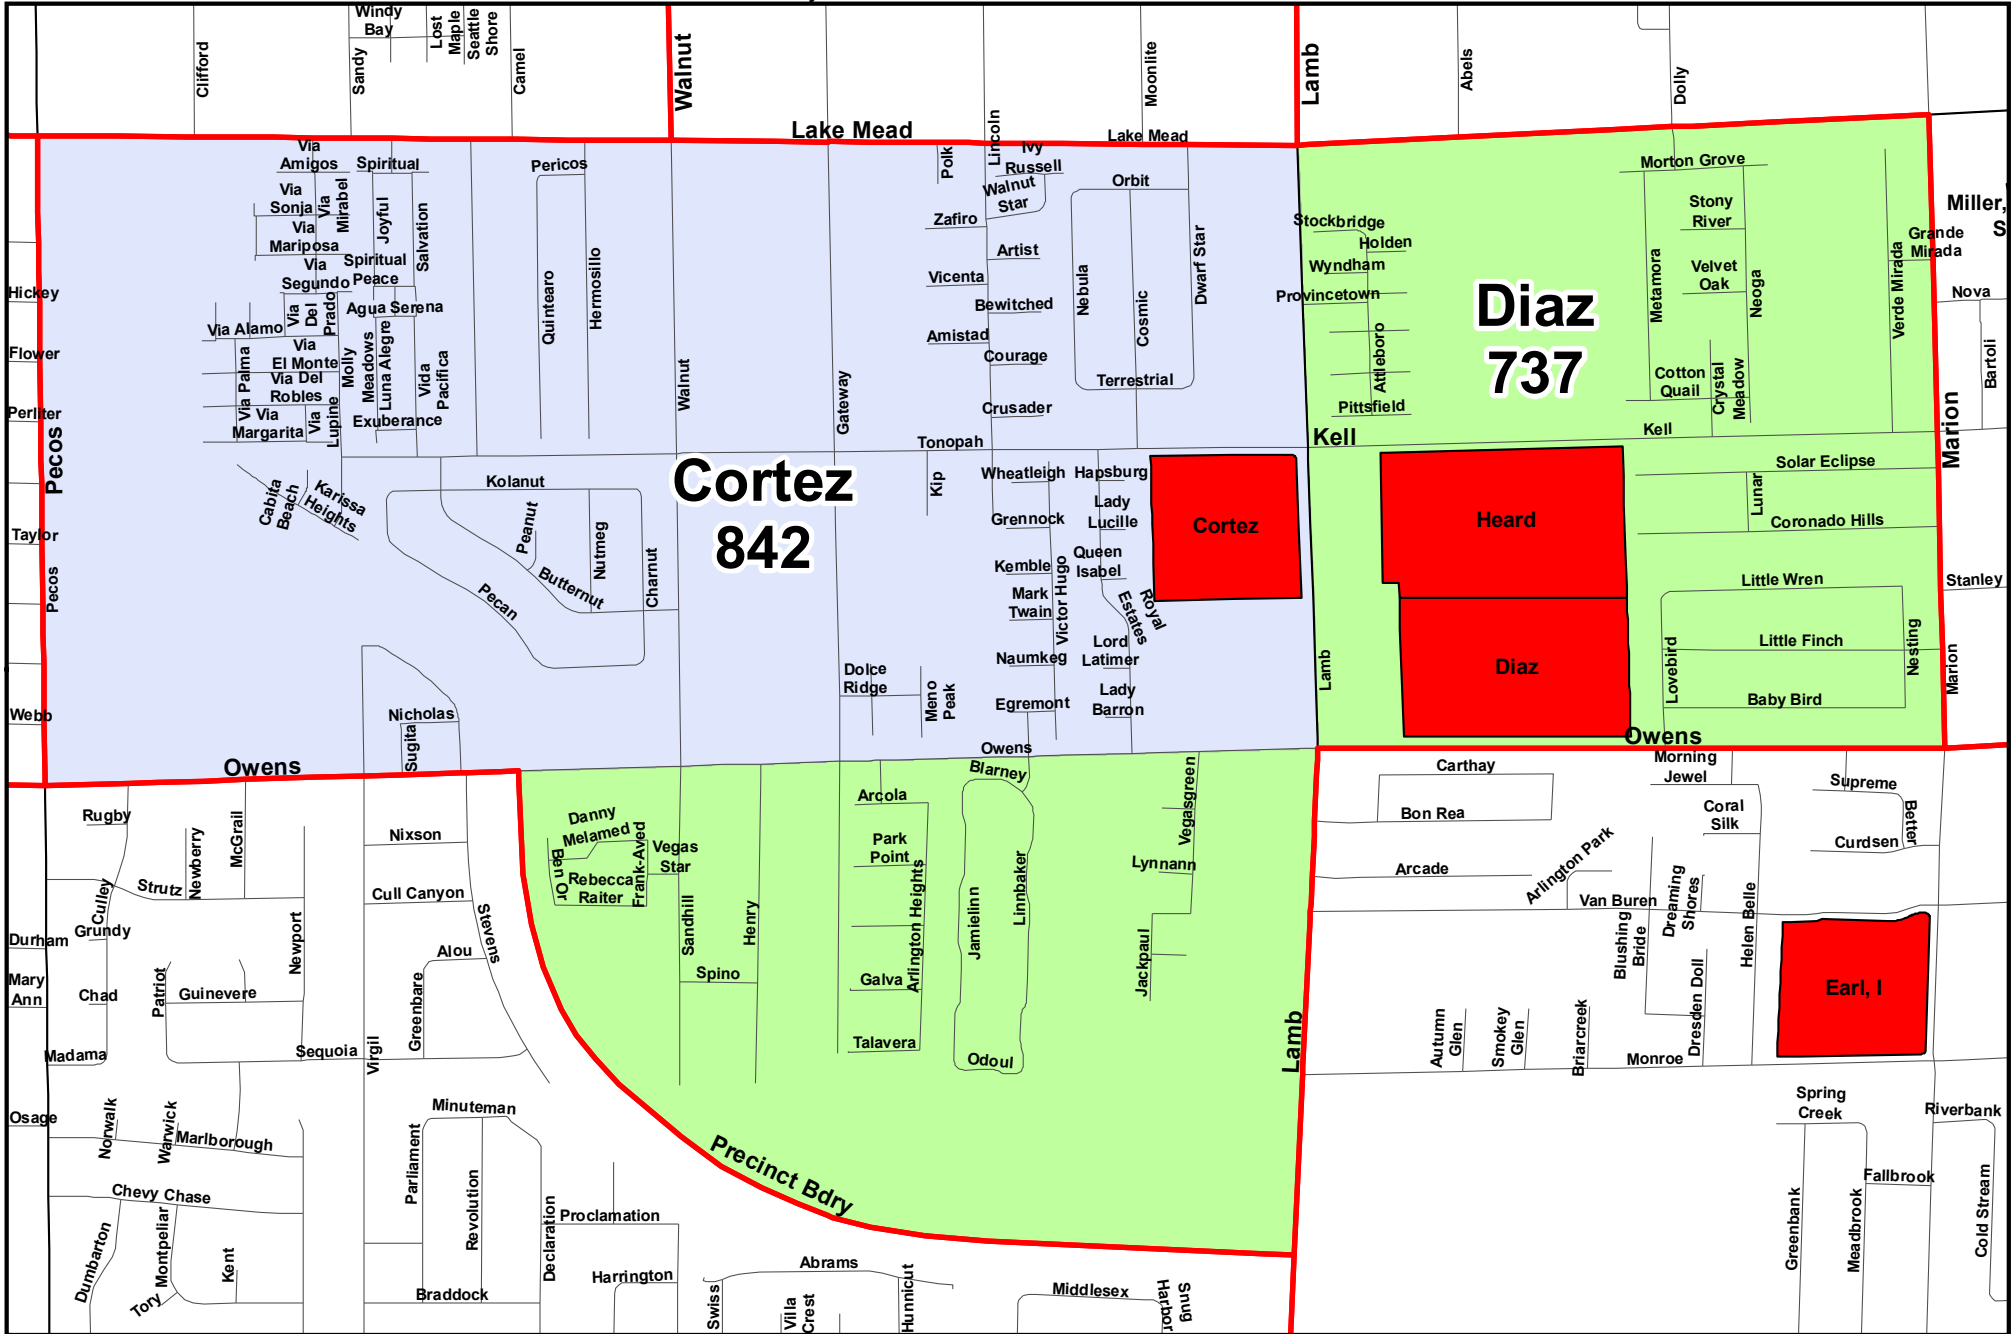 Windy
Bay
Lost
Maple
Seattle
Shore
Clifford
Sandy
Camel
Walnut
Moonlite
Lamb
Abels
Dolly
Lake Mead
Lincoln
Lake Mead
Via
Amigos
Spiritual
Pericos
Polk
Ivy
Russell
Walnut
Star
Orbit
Morton Grove
Via
Sonja
Via
Mirabel
Joyful
Salvation
Zafiro
Stockbridge
Stony
River
Miller,
S
Via
Mariposa
Artist
Dwarf Star
Holden
Grande
Mirada
Via
Segundo
Spiritual
Peace
Vicenta
Wyndham
Velvet
Oak
Verde Mirada
Hickey
Via
Del
Prado
Agua Serena
Quintearo
Hermosillo
Bewitched
Nebula
Cosmic
Provincetown
Diaz
737
Metamora
Neoga
Nova
Via Alamo
Amistad
Flower
Via
El Monte
Molly
Meadows
Luna Alegre
Vida
Pacifica
Courage
Attleboro
Bartoli
Via Palma
Via Del
Robles
Walnut
Gateway
Terrestrial
Cotton
Quail
Crystal
Meadow
Perliter
Via
Margarita
Via
Lupine
Exuberance
Crusader
Pittsfield
Pecos
Tonopah
Kell
Kell
Marion
Cortez
842
Kolanut
Kip
Wheatleigh
Hapsburg
Solar Eclipse
Cabita
Beach
Karissa
Heights
Lady
Lucille
Lunar
Peanut
Nutmeg
Grennock
Cortez
Heard
Coronado Hills
Taylor
Queen
Isabel
Pecos
Butternut
Charnut
Kemble
Little Wren
Stanley
Pecan
Mark
Twain
Victor Hugo
Royal
Estates
Lord
Latimer
Little Finch
Nesting
Naumkeg
Lamb
Diaz
Lovebird
Marion
Dolce
Ridge
Meno
Peak
Lady
Barron
Baby Bird
Webb
Nicholas
Sugita
Egremont
Owens
Owens
Owens
Blarney
Carthay
Morning
Jewel
Supreme
Rugby
Newberry
McGrail
Nixson
Danny
Melamed
Arcola
Vegasgreen
Bon Rea
Coral
Silk
Better
Curdsen
Ben Or
Frank-Aved
Vegas
Star
Park
Point
Lynnann
Arcade
Arlington Park
Rebecca
Raiter
Strutz
Cull Canyon
Culley
Van Buren
Dreaming
Shores
Helen Belle
Durham
Grundy
Newport
Alou
Stevens
Sandhill
Henry
Arlington Heights
Jamielinn
Linnbaker
Jackpaul
Blushing
Bride
Mary
Ann
Chad
Patriot
Guinevere
Greenbare
Spino
Galva
Earl, I
Autumn
Glen
Smokey
Glen
Briarcreek
Dresden Doll
Madama
Sequoia
Virgil
Talavera
Odoul
Lamb
Monroe
Osage
Norwalk
Warwick
Marlborough
Minuteman
Spring
Creek
Riverbank
Precinct Bdry
Chevy Chase
Parliament
Revolution
Declaration
Proclamation
Fallbrook
Dumbarton
Montpeliar
Kent
Tory
Braddock
Harrington
Abrams
Swiss
Villa
Crest
Hunnicut
Middlesex
Snug
Harbor
Greenbank
Meadbrook
Cold Stream